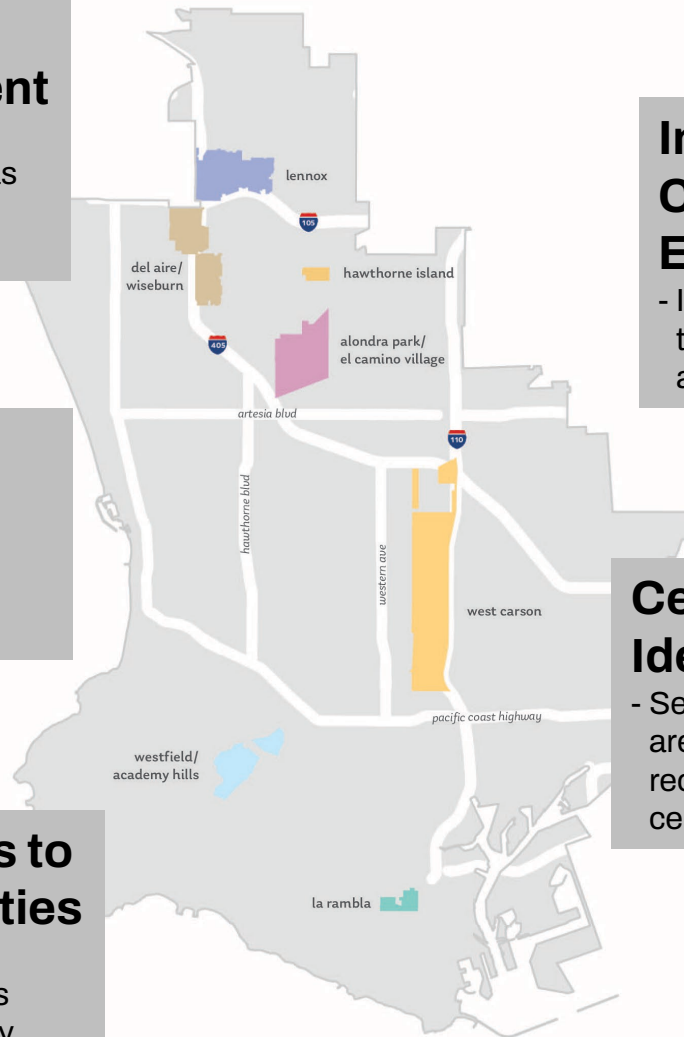 ent
s
lennox
105
del aire/
wiseburn
hawthorne island
405
alondra park/
el camino village
artesia blvd
110
hawthorne blvd
western ave
west carson
pacific coast highway
westfield/
academy hills
la rambla
s to
ties
s
y
In
C
E
- I
t
a
Ce
Ide
- Se
are
rec
ce